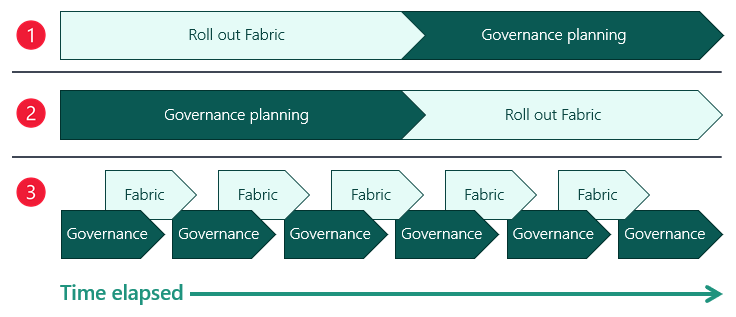 1
Roll out Fabric
Governance planning
2
Governance planning
Roll out Fabric
3
Fabric
Fabric
Fabric
Fabric
Fabric
Governance
Governance
Governance
Governance
Governance
Governance
Time elapsed